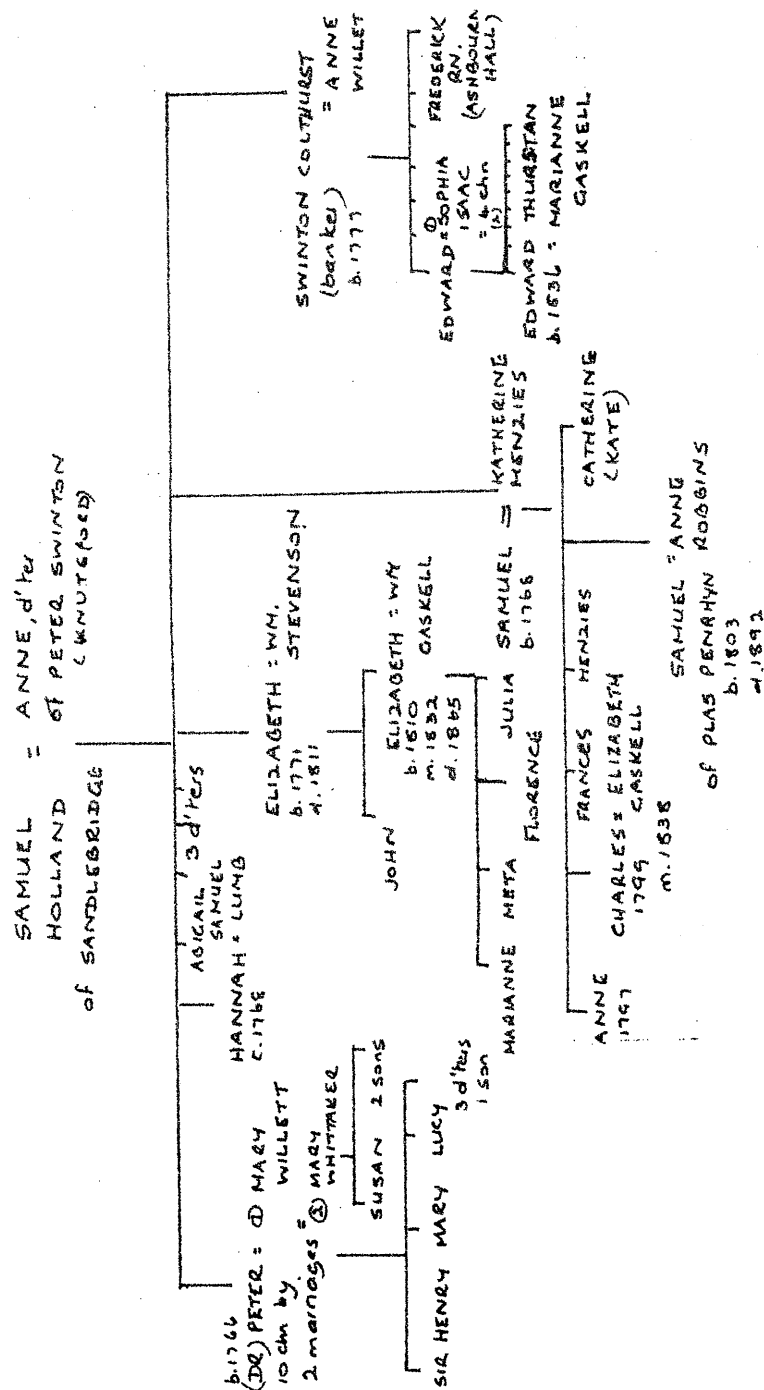 SAMUEL = ANNE, d'ter
HOLLAND of PETER SWINTON
of SANDLEBRIDGE (KNUTSFORD)
b. 1766
(DR) PETER = ① MARY
WILLETT
10 chn by
2 marriages = ② MARY
WHITTAKER
SUSAN 2 sons
SIR HENRY MARY LUCY 3 d'ters
1 son
HANNAH = LUMB
c. 1768
ABIGAIL
SAMUEL
3 d'ters
ELIZABETH = WM.
STEVENSON
b. 1771
d. 1811
JOHN ELIZABETH = WM
GASKELL
b. 1810
m. 1832
d. 1865
MARIANNE META FLORENCE JULIA
SAMUEL = KATHERINE
MENZIES
b. 1768
ANNE
1797
CHARLES = ELIZABETH
1799 GASKELL
m. 1838
FRANCES MENZIES
SAMUEL = ANNE
of PLAS PENRHYN ROBBINS
b. 1803
d. 1892
CATHERINE
(KATE)
SWINTON COLTHURST
(banker) = ANNE
WILLET
b. 1777
EDWARD = SOPHIA
①
ISAAC
= 4 chn
(2)
FREDERICK
RN.
(ASHBOURN
HALL)
EDWARD THURSTAN
b. 1836 = MARIANNE
GASKELL